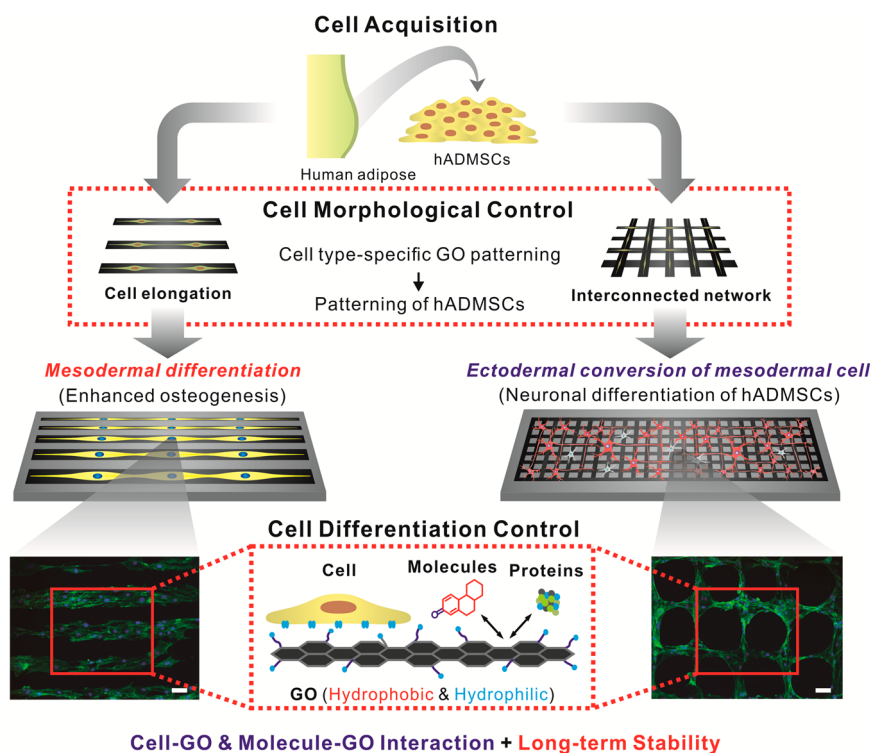 Cell Acquisition
Human adipose
hADMSCs
Cell Morphological Control
Cell type-specific GO patterning
Patterning of hADMSCs
Cell elongation
Interconnected network
Mesodermal differentiation
(Enhanced osteogenesis)
Ectodermal conversion of mesodermal cell
(Neuronal differentiation of hADMSCs)
Cell Differentiation Control
Cell
Molecules
Proteins
GO (Hydrophobic & Hydrophilic)
Cell-GO & Molecule-GO Interaction + Long-term Stability